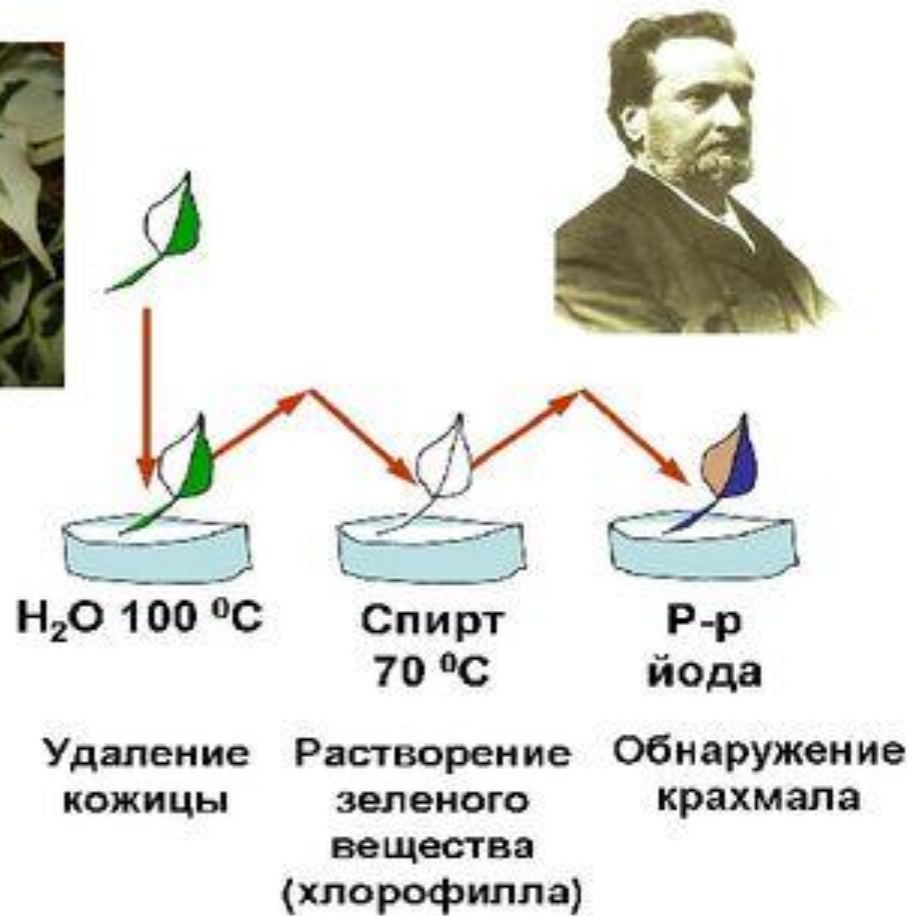 H₂O 100 ⁰C
Спирт
70 ⁰C
Р-р
йода
Удаление
кожицы
Растворение
зеленого
вещества
(хлорофилла)
Обнаружение
крахмала